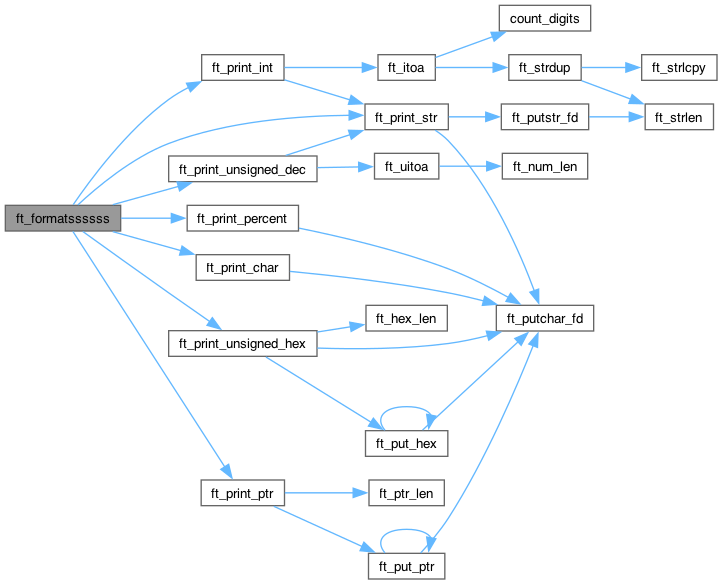 count_digits
ft_print_int
ft_itoa
ft_strdup
ft_strlcpy
ft_print_str
ft_putstr_fd
ft_strlen
ft_print_unsigned_dec
ft_uitoa
ft_num_len
ft_formatssssss
ft_print_percent
ft_print_char
ft_hex_len
ft_putchar_fd
ft_print_unsigned_hex
ft_put_hex
ft_print_ptr
ft_ptr_len
ft_put_ptr